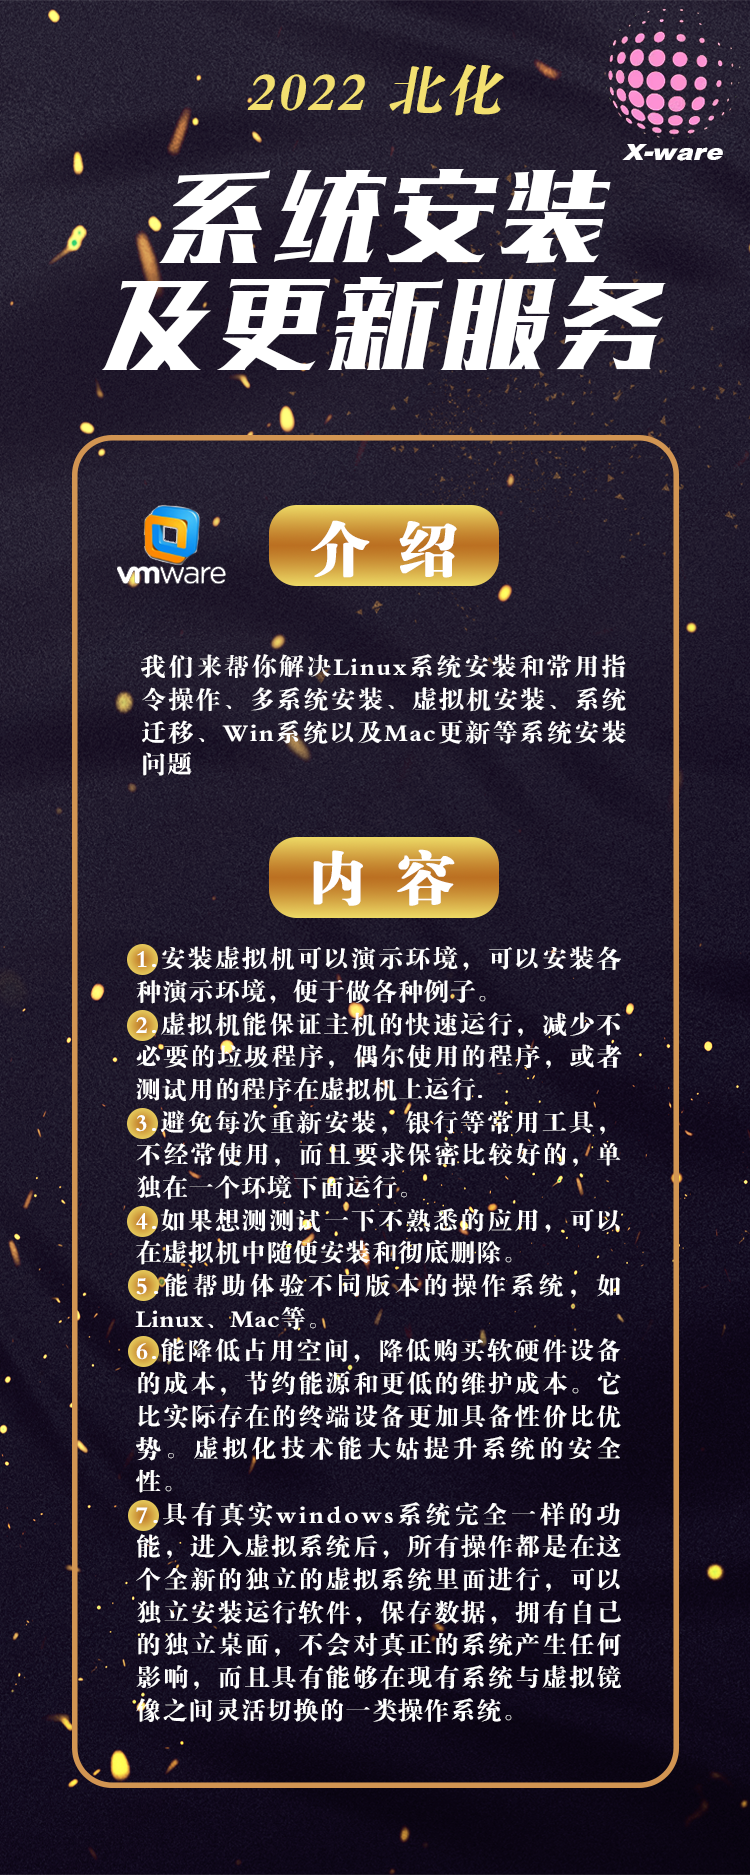 2022 北化
X-ware
系统安装
及更新服务
vmware
介 绍
我们来帮你解决Linux系统安装和常用指
令操作、多系统安装、虚拟机安装、系统
迁移、Win系统以及Mac更新等系统安装
问题
内 容
1.安装虚拟机可以演示环境，可以安装各
种演示环境，便于做各种例子。
2.虚拟机能保证主机的快速运行，减少不
必要的垃圾程序，偶尔使用的程序，或者
测试用的程序在虚拟机上运行.
3.避免每次重新安装，银行等常用工具，
不经常使用，而且要求保密比较好的，单
独在一个环境下面运行。
4.如果想测测试一下不熟悉的应用，可以
在虚拟机中随便安装和彻底删除。
5.能帮助体验不同版本的操作系统，如
Linux、Mac等。
6.能降低占用空间，降低购买软硬件设备
的成本，节约能源和更低的维护成本。它
比实际存在的终端设备更加具备性价比优
势。虚拟化技术能大姑提升系统的安全
性。
7.具有真实windows系统完全一样的功
能，进入虚拟系统后，所有操作都是在这
个全新的独立的虚拟系统里面进行，可以
独立安装运行软件，保存数据，拥有自己
的独立桌面，不会对真正的系统产生任何
影响，而且具有能够在现有系统与虚拟镜
像之间灵活切换的一类操作系统。